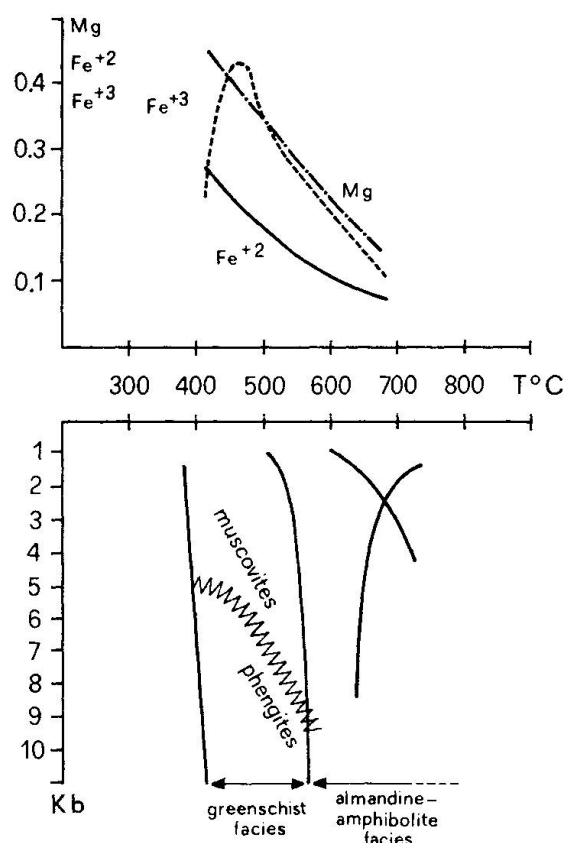 Mg
Fe+2
Fe+3
Fe+3
0.4
0.3
Mg
0.2
Fe+2
0.1
300 400 500 600 700 800 T°C
1
2
3
4
5
6
7
8
9
10
Kb
muscovites
phengites
greenschist
facies
almandine-
amphibolite
facies